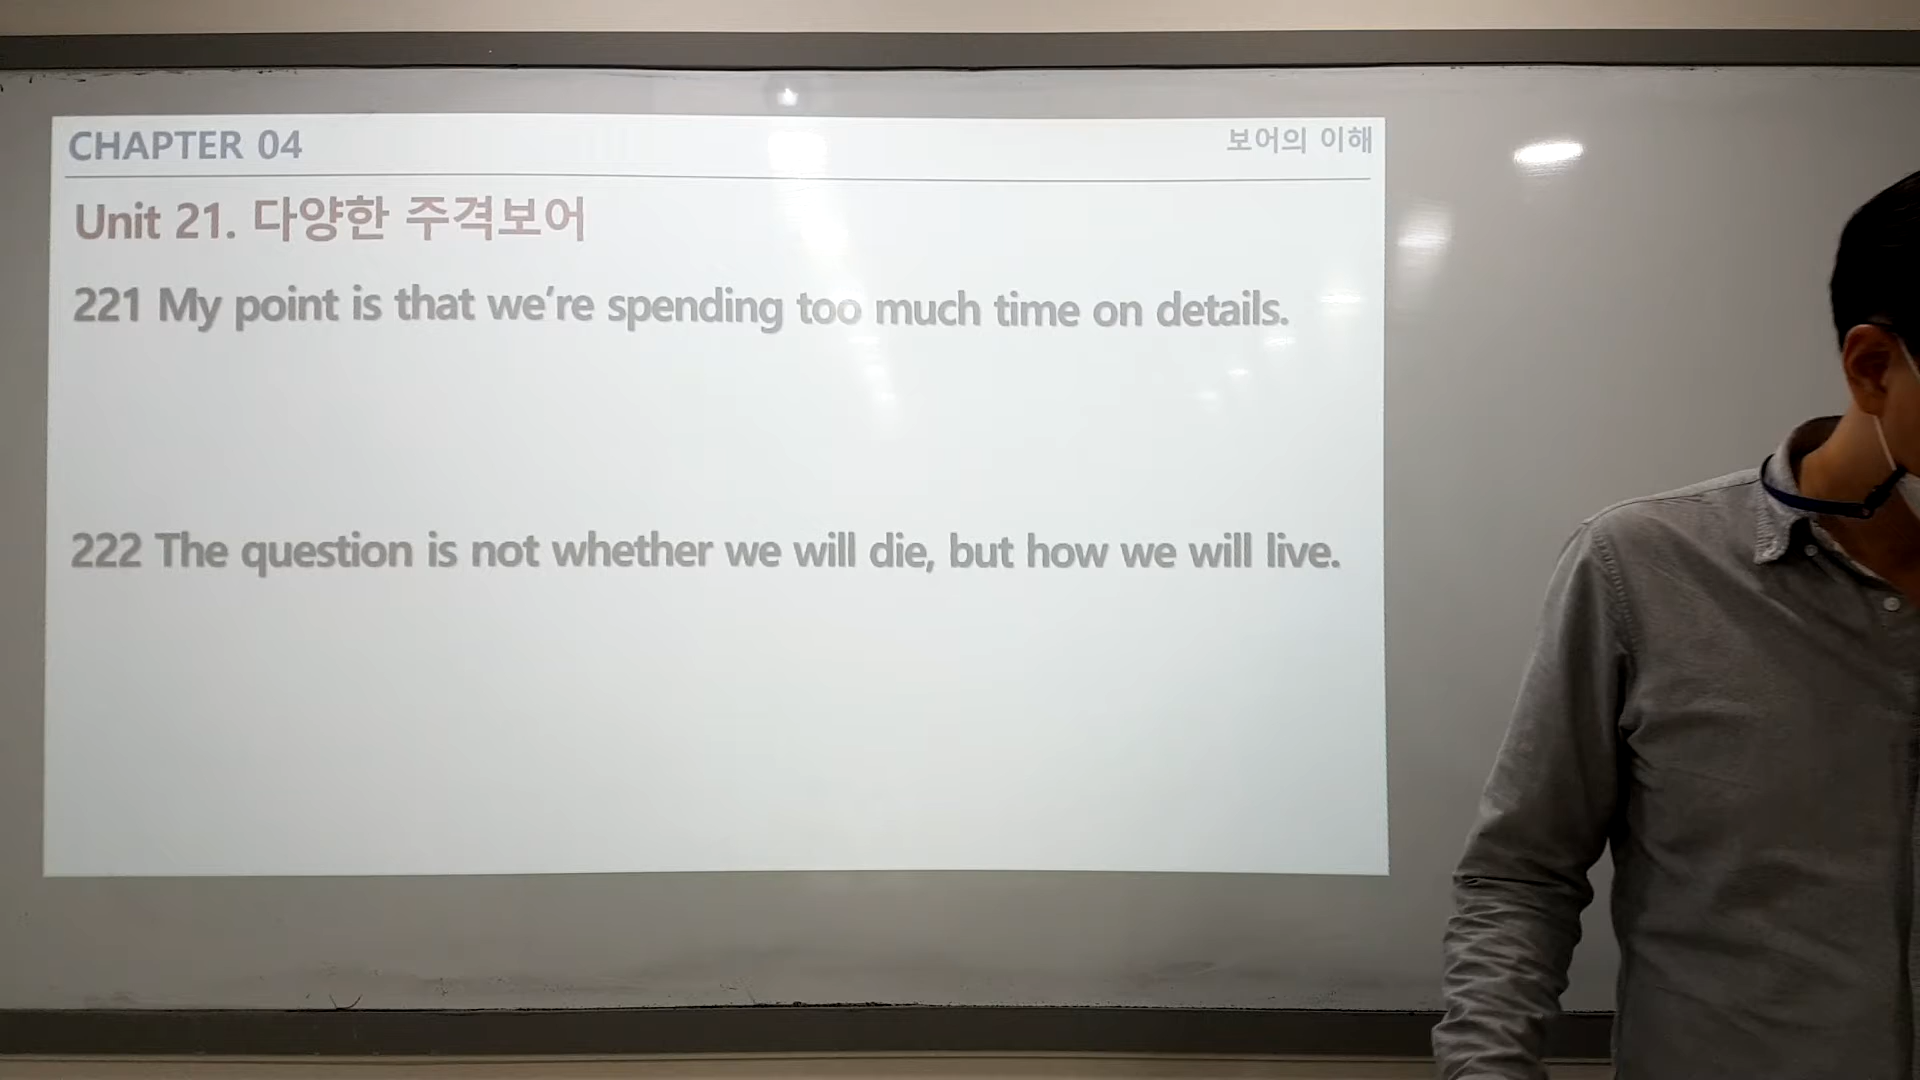 CHAPTER 04
보어의 이해
Unit 21. 다양한 주격보어
221 My point is that we’re spending too much time on details.
222 The question is not whether we will die, but how we will live.